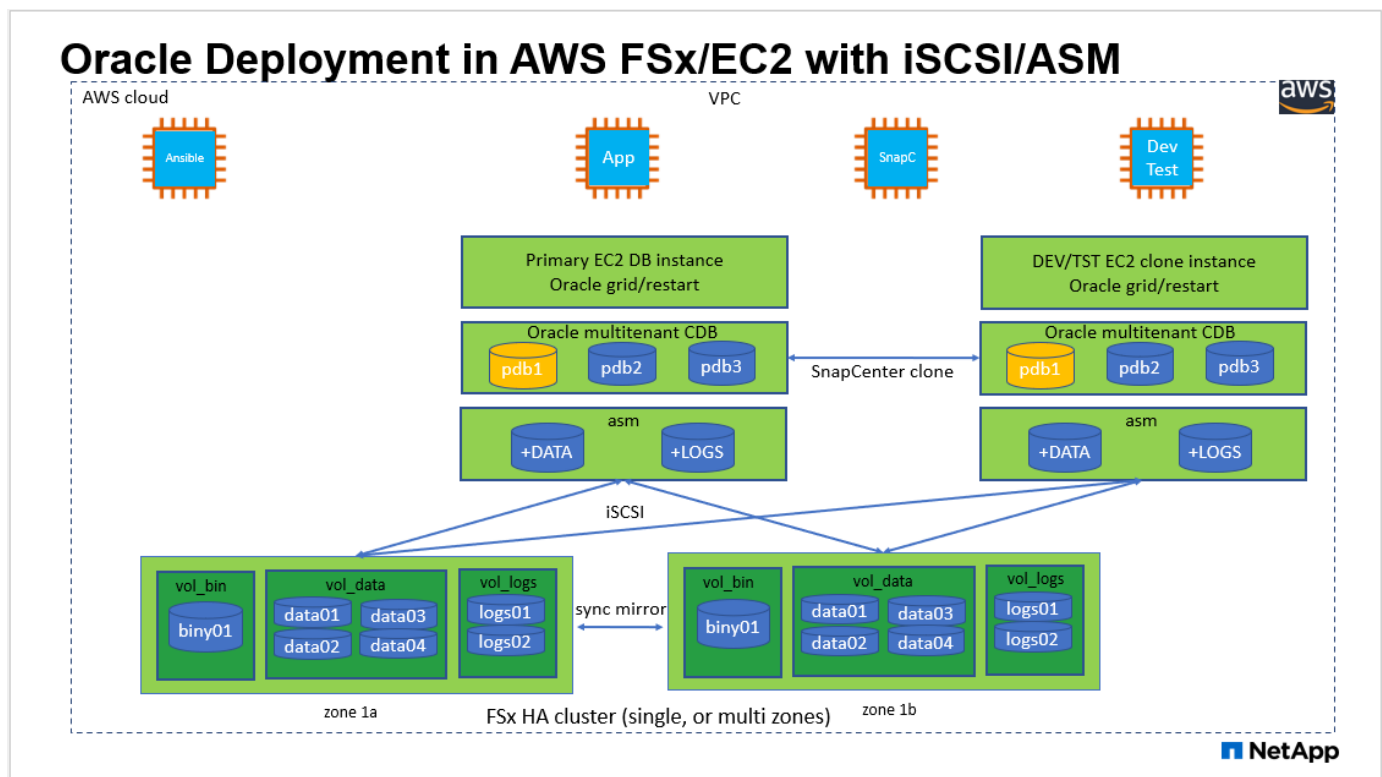 Oracle Deployment in AWS FSx/EC2 with iSCSI/ASM
AWS cloud
VPC
aws
Ansible
App
SnapC
Dev
Test
Primary EC2 DB instance
Oracle grid/restart
DEV/TST EC2 clone instance
Oracle grid/restart
Oracle multitenant CDB
pdb1
pdb2
pdb3
SnapCenter clone
Oracle multitenant CDB
pdb1
pdb2
pdb3
asm
+DATA
+LOGS
asm
+DATA
+LOGS
iSCSI
vol_bin
biny01
vol_data
data01
data03
data02
data04
vol_logs
logs01
logs02
sync mirror
vol_bin
biny01
vol_data
data01
data03
data02
data04
vol_logs
logs01
logs02
zone 1a
FSx HA cluster (single, or multi zones)
zone 1b
NetApp